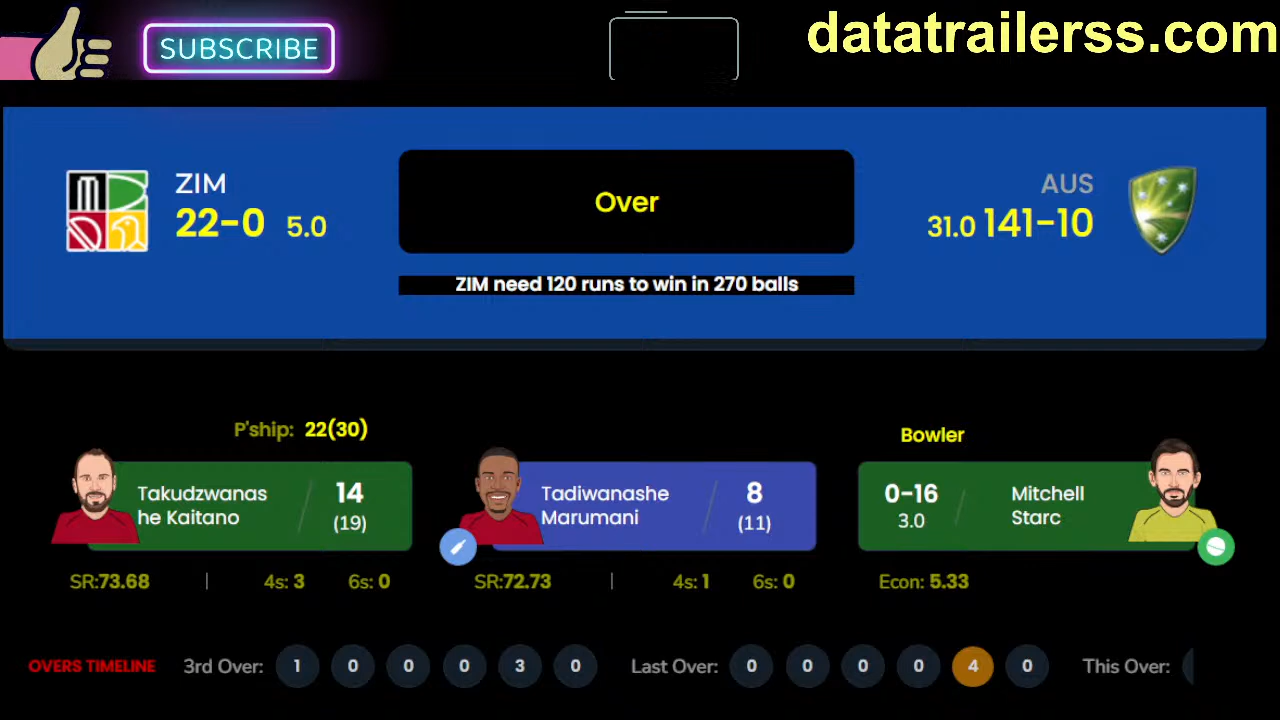 SUBSCRIBE
datatrailerss.com
ZIM
22-0 5.0
Over
AUS
31.0 141-10
ZIM need 120 runs to win in 270 balls
P'ship: 22(30)
Bowler
Takudzwanas
he Kaitano
14
(19)
Tadiwanashe
Marumani
8
(11)
0-16
3.0
Mitchell
Starc
SR:73.68 | 4s: 3 6s: 0
SR:72.73 | 4s: 1 6s: 0
Econ: 5.33
OVERS TIMELINE 3rd Over: 1 0 0 0 3 0 Last Over: 0 0 0 0 4 0 This Over: